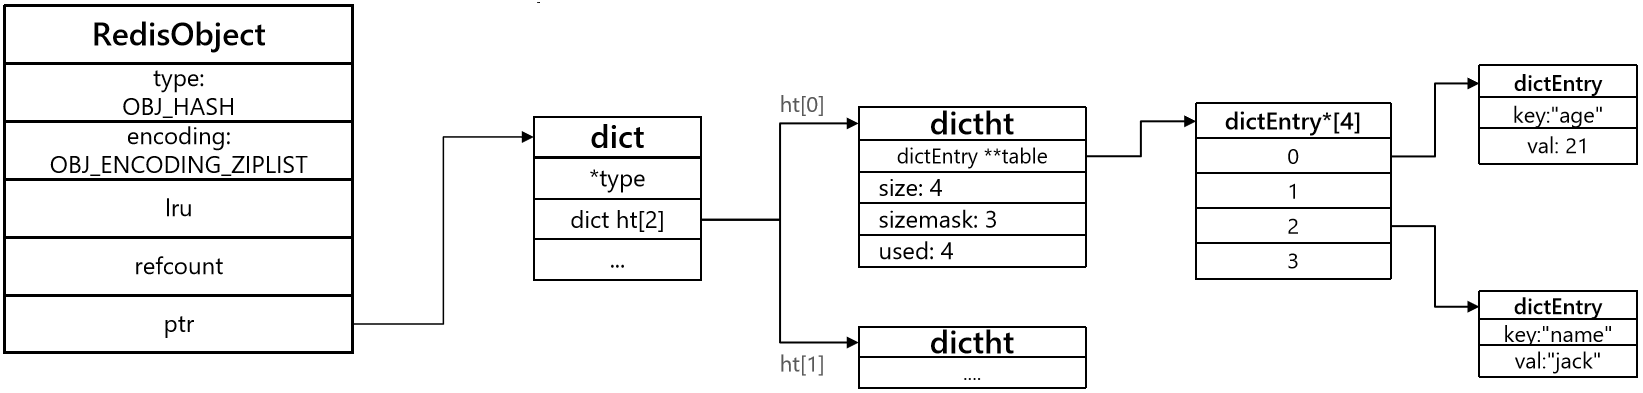 RedisObject
type:
OBJ_HASH
encoding:
OBJ_ENCODING_ZIPLIST
lru
refcount
ptr
dict
*type
dict ht[2]
...
ht[0]
dictht
dictEntry **table
size: 4
sizemask: 3
used: 4
ht[1]
dictht
....
dictEntry*[4]
0
1
2
3
dictEntry
key:"age"
val: 21
dictEntry
key:"name"
val:"jack"